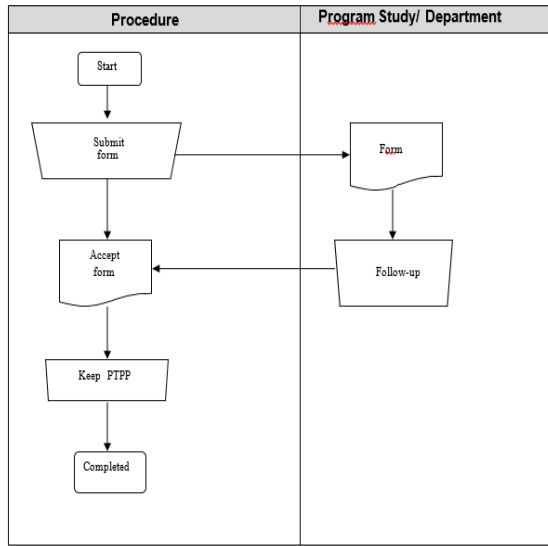 Procedure
Program Study/ Department
Start
Submit
form
Form
Accept
form
Follow-up
Keep PTPP
Completed